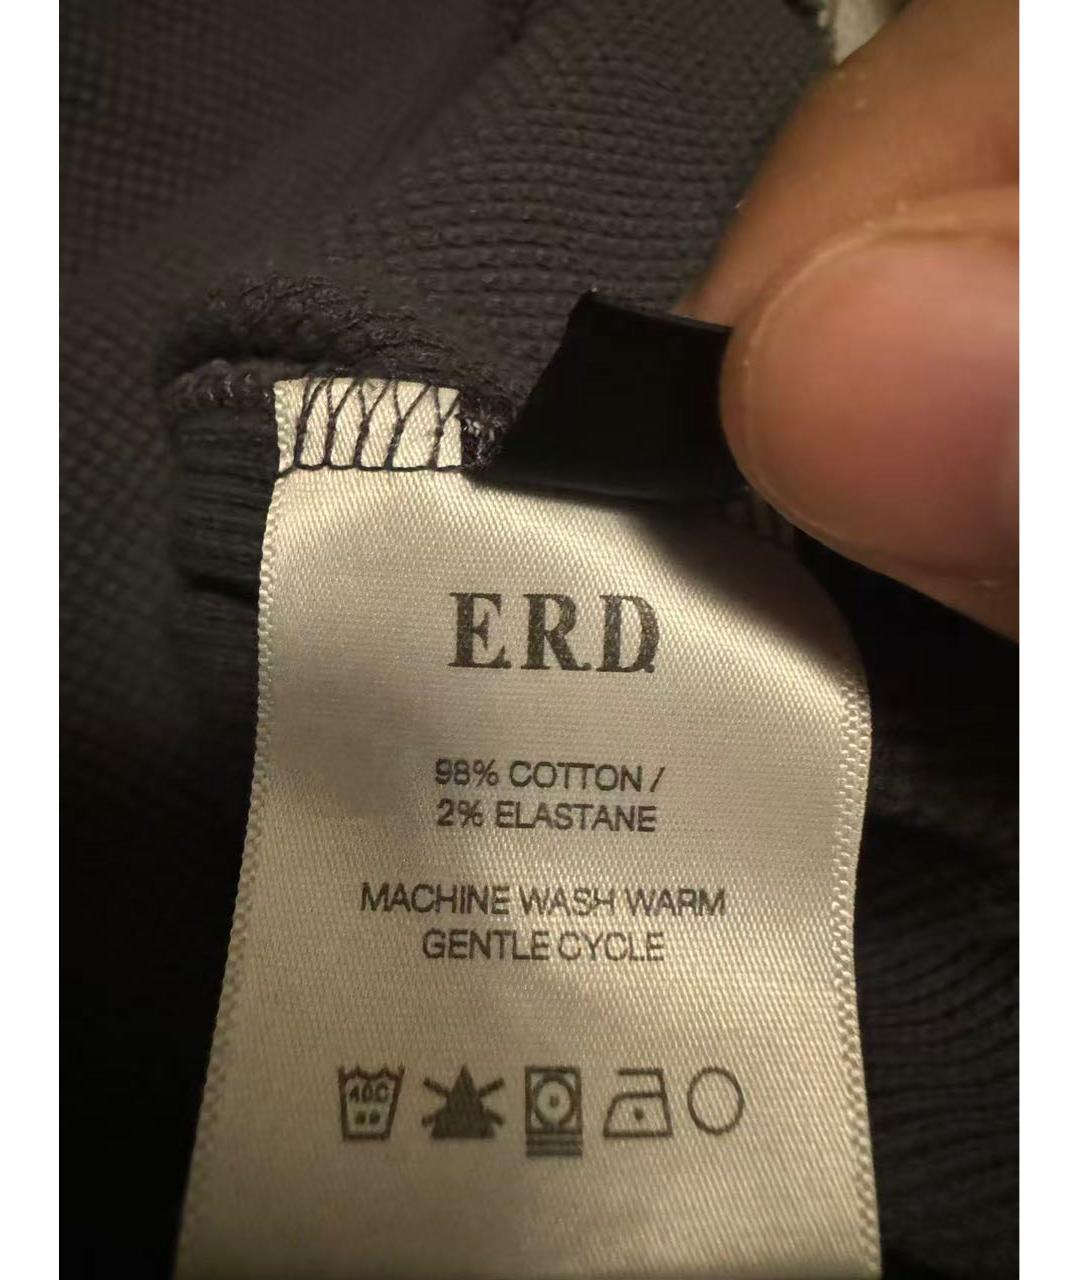 ERD
98% COTTON /
2% ELASTANE
MACHINE WASH WARM
GENTLE CYCLE
40C